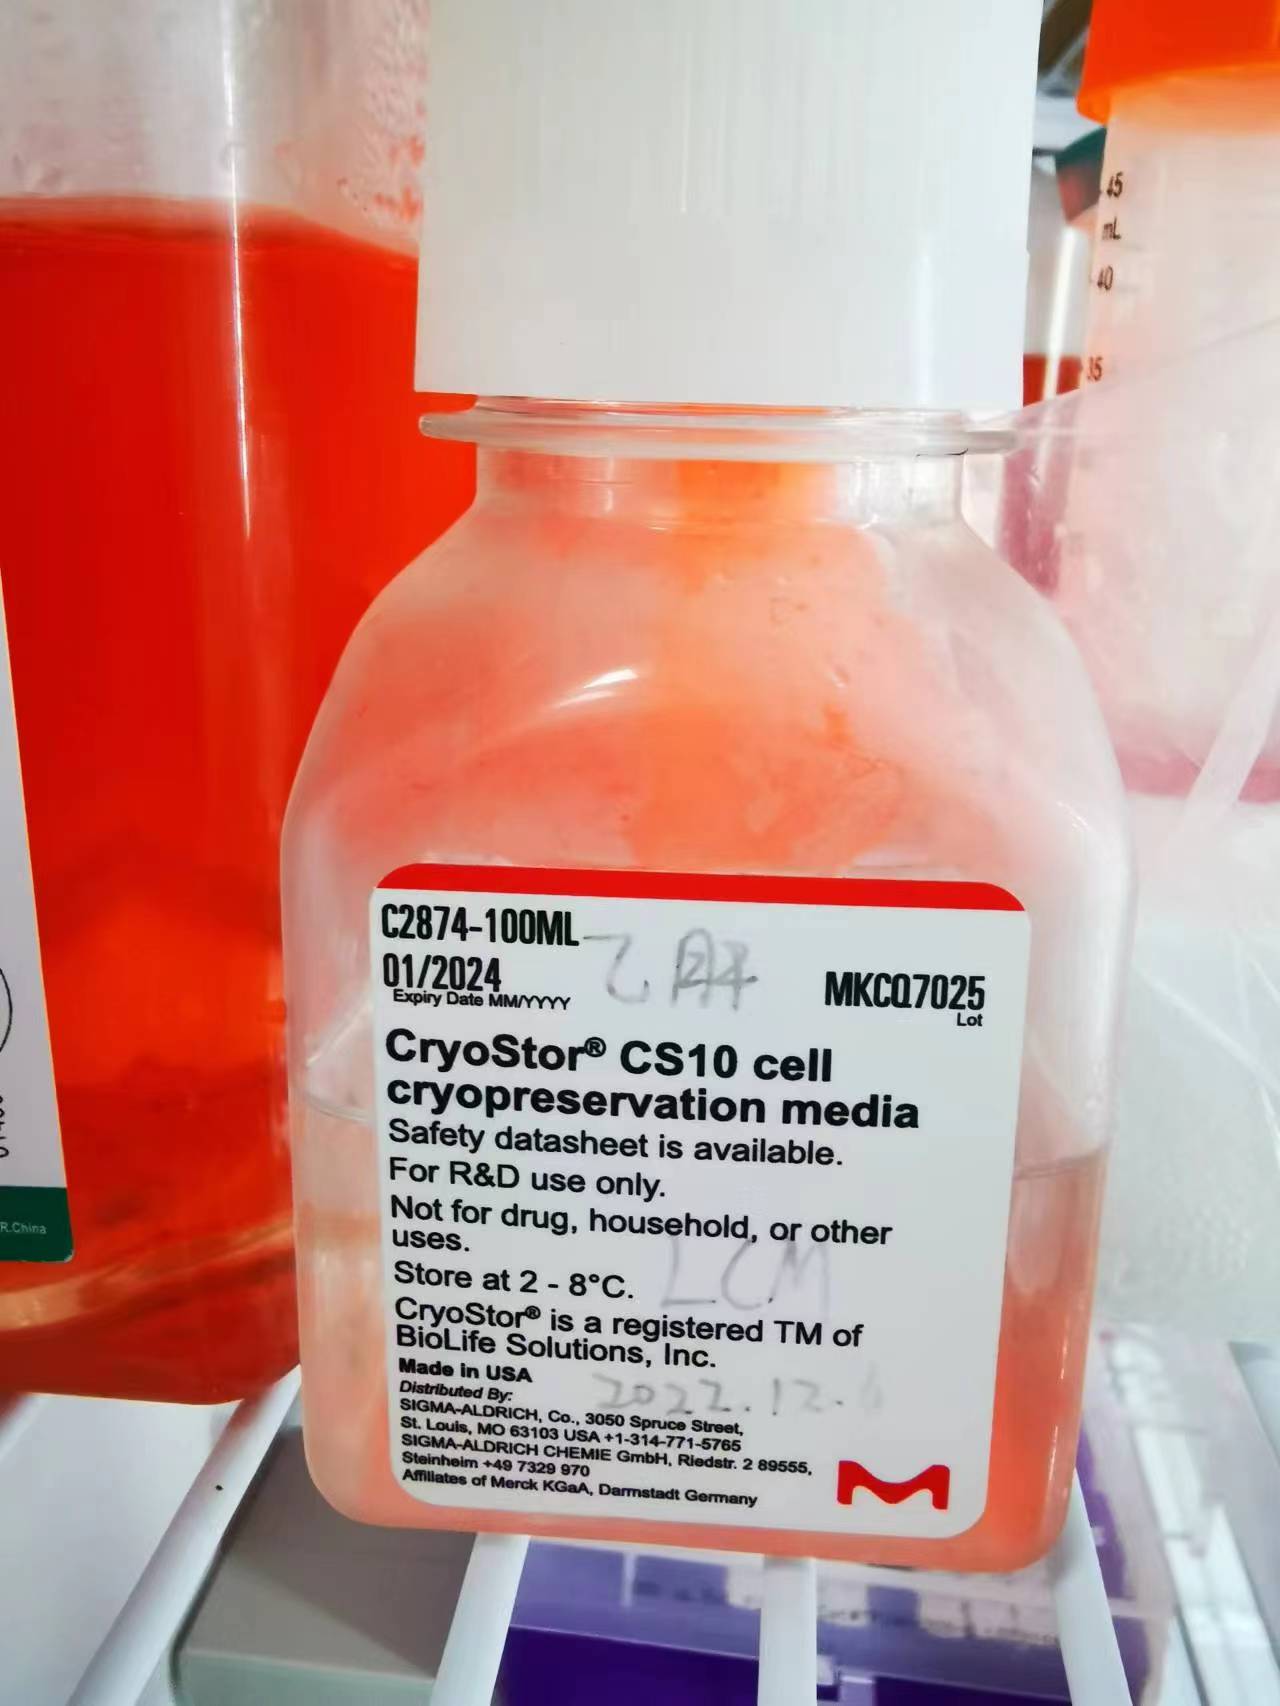 45
mL
40
35
C2874-100ML
乙肝
01/2024
Expiry Date MM/YYYY
MKCQ7025
Lot
CryoStor® CS10 cell
cryopreservation media
Safety datasheet is available.
For R&D use only.
Not for drug, household, or other
uses.
Store at 2 - 8°C.
LCM
CryoStor® is a registered TM of
BioLife Solutions, Inc.
Made in USA
2022.12.
Distributed By:
SIGMA-ALDRICH, Co., 3050 Spruce Street,
St. Louis, MO 63103 USA +1-314-771-5765
SIGMA-ALDRICH CHEMIE GmbH, Riedstr. 2 89555,
Steinheim +49 7329 970
Affiliates of Merck KGaA, Darmstadt Germany
R.China